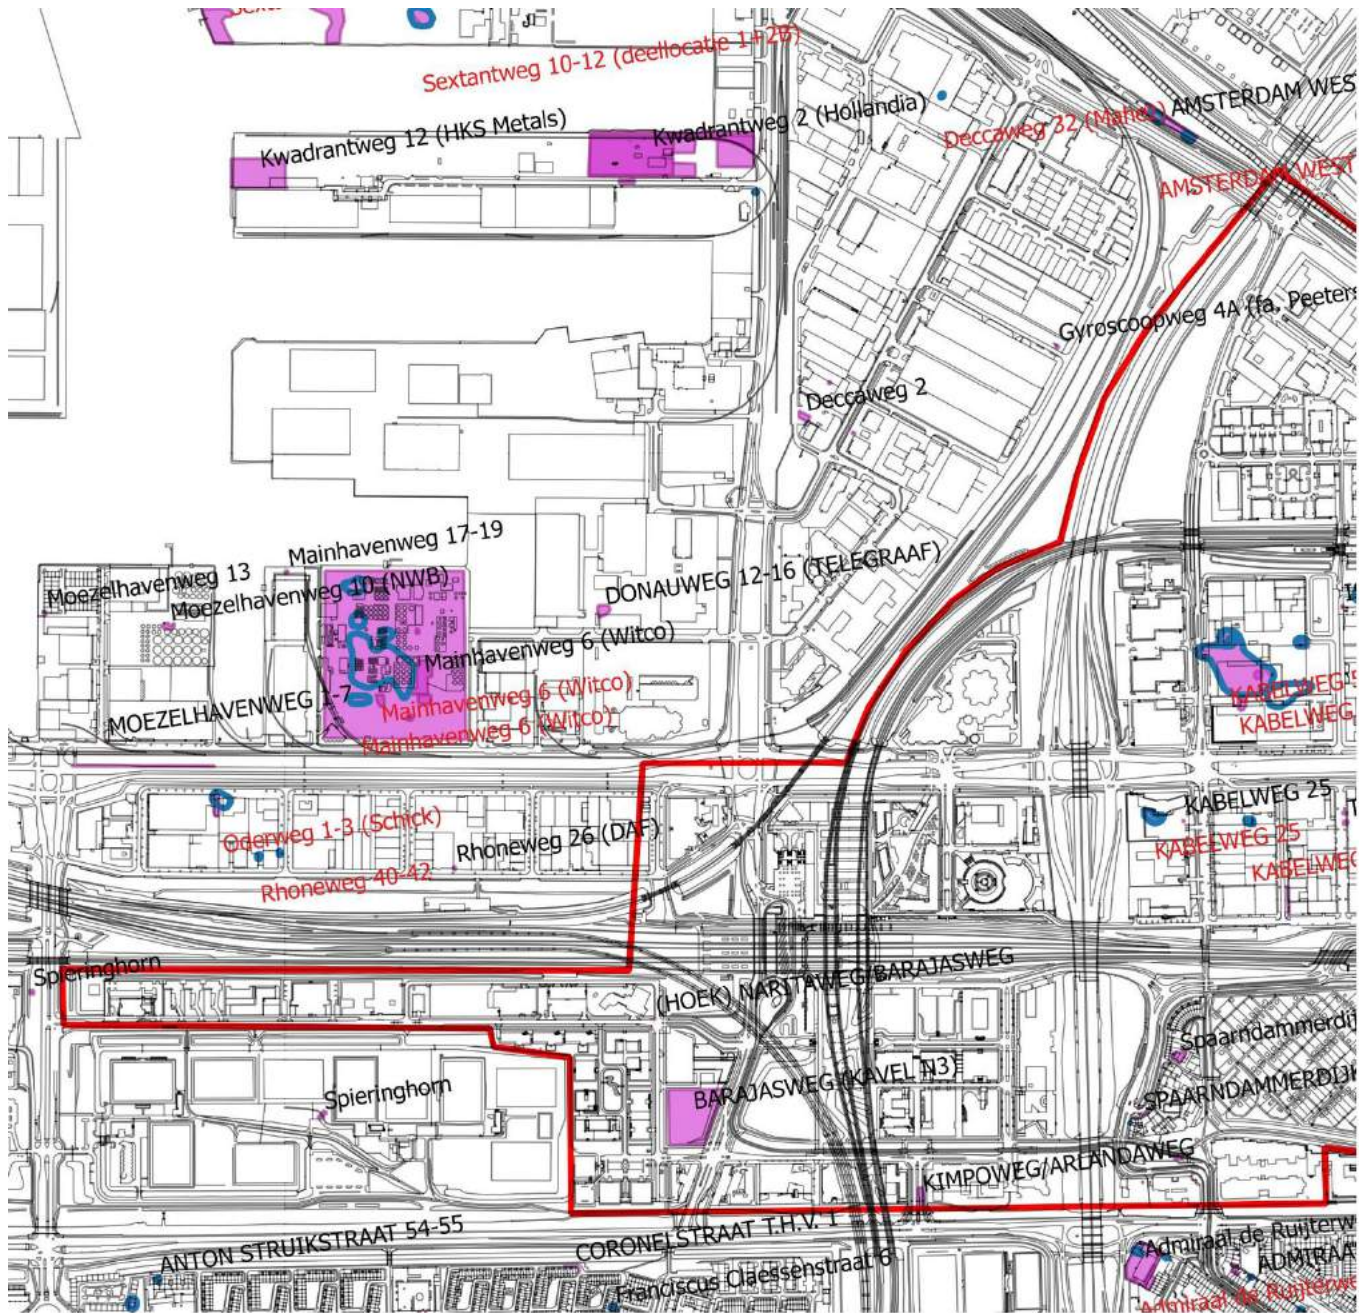 Sextantweg 10-12 (deellocatie 1+2B)
Kwadrantweg 12 (HKS Metals)
Kwadrantweg 2 (Hollandia)
Deccaweg 32 (Mahez)
AMSTERDAM WES
AMSTERDAM WEST
Gyroscoopweg 4A (fa. Peeters
Deccaweg 2
Mainhavenweg 17-19
Moezelhavenweg 13
Moezelhavenweg 10 (NWB)
DONAUWEG 12-16 (TELEGRAAF)
Mainhavenweg 6 (Witco)
Mainhavenweg 6 (Witco)
Mainhavenweg 6 (Witco)
MOEZELHAVENWEG 1-7
KABELWEG 5
KABELWEG
KABELWEG 25
KABELWEG 25
KABELWEG
Oderweg 1-3 (Schick)
Rhoneweg 26 (DAF)
Rhoneweg 40-42
Spieringhorn
(HOEK) NARITAWEG/BARAJASWEG
Spaarndammerdij
Spieringhorn
BARAJASWEG (KAVEL N3)
SPAARNDAMMERDIJK
KIMPOWEG/ARLANDAWEG
ANTON STRUIKSTRAAT 54-55
CORONELSTRAAT T.H.V. 1
Franciscus Claessenstraat 6
Admiraal de Ruijterw
ADMIRAA
Admiraal de Ruijterwe